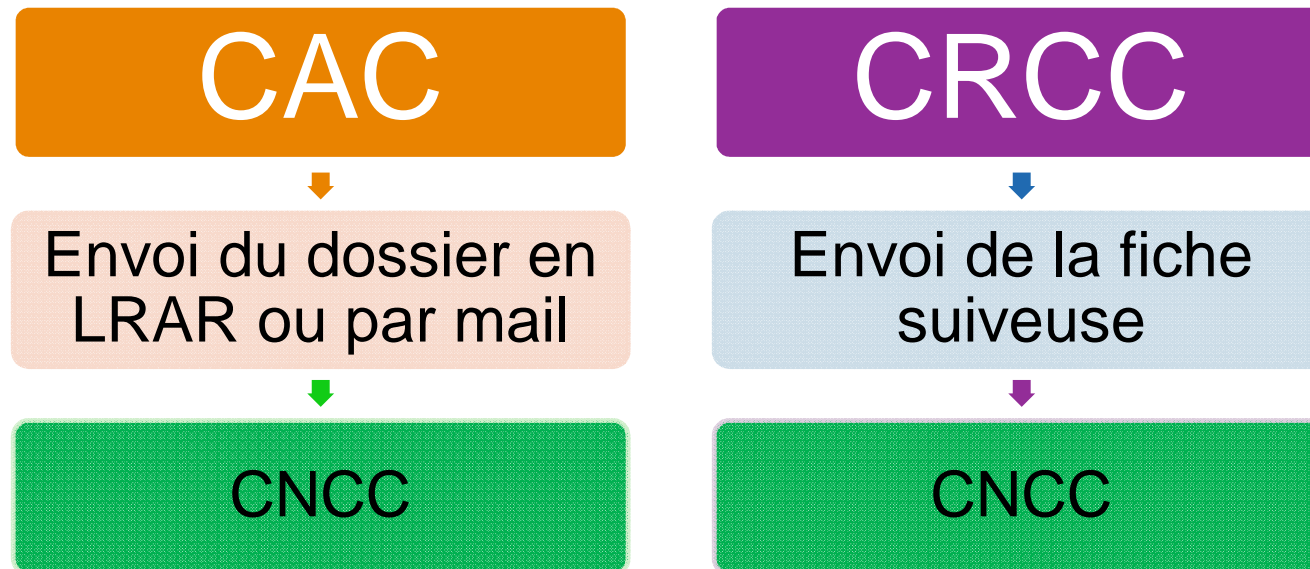 CAC
Envoi du dossier en
LRAR ou par mail
CNCC
CRCC
Envoi de la fiche
suiveuse
CNCC